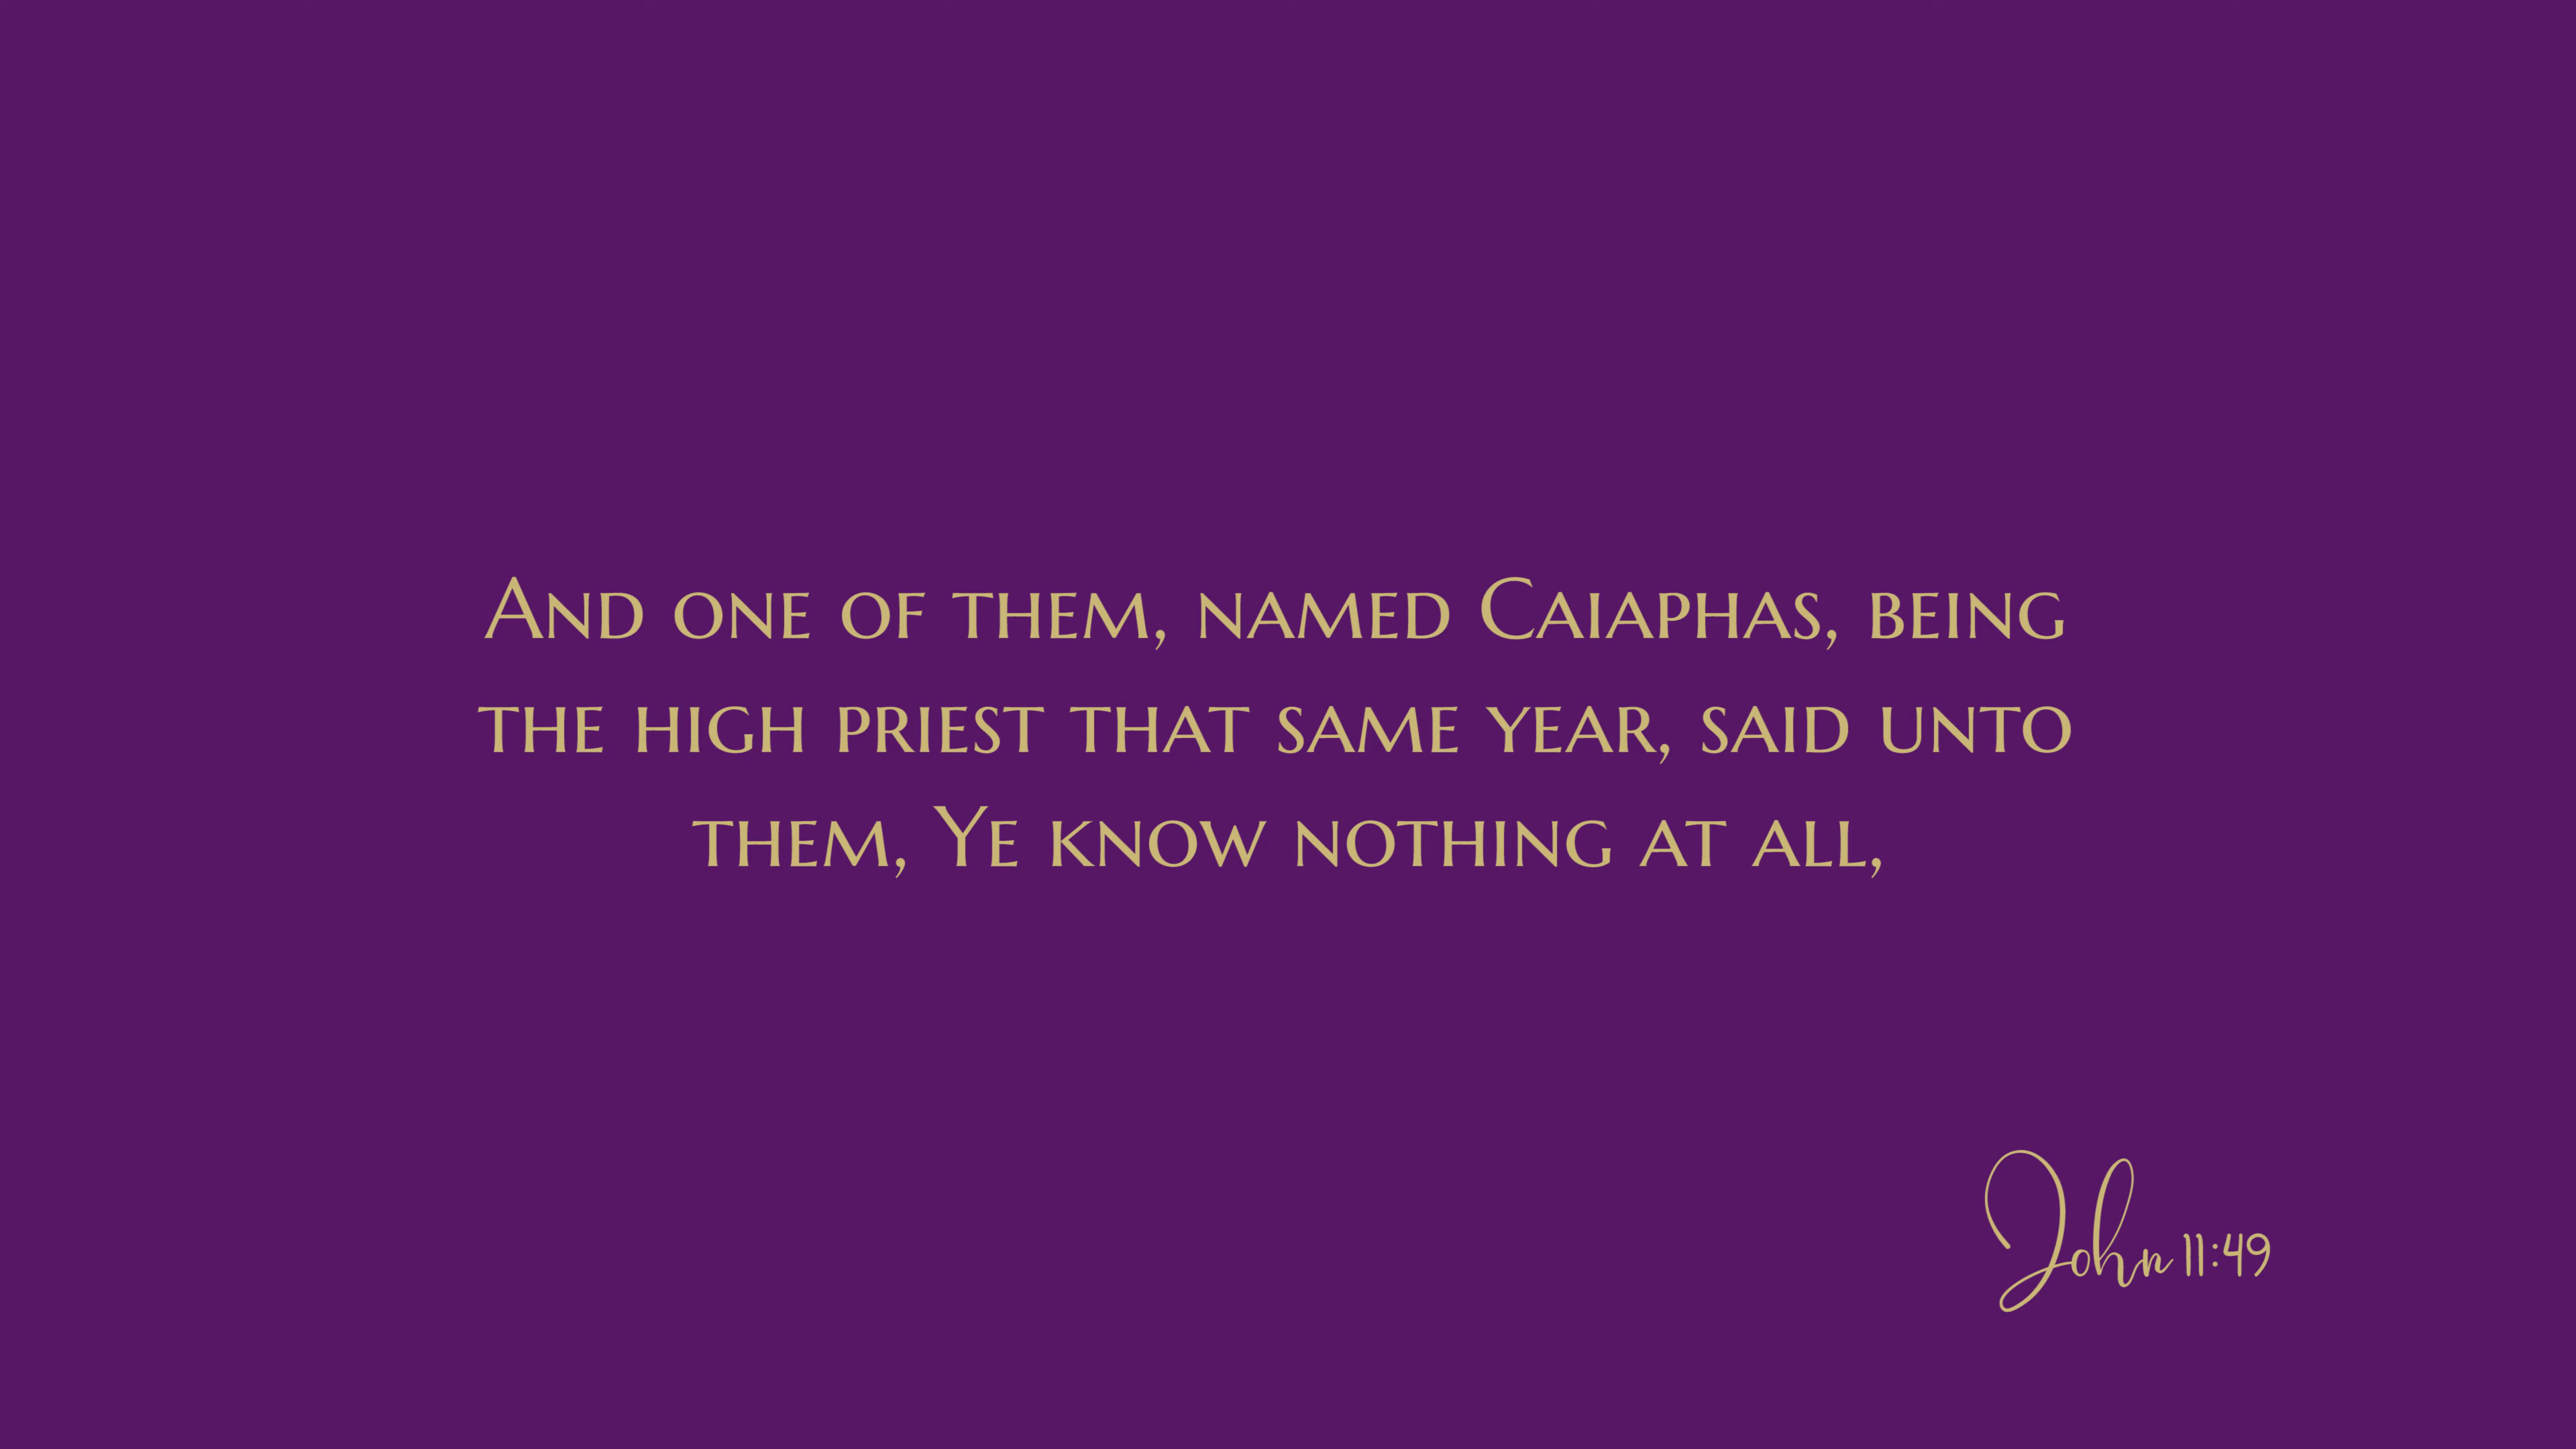 And one of them, named Caiaphas, being
the high priest that same year, said unto
them, Ye know nothing at all,
John 11:49